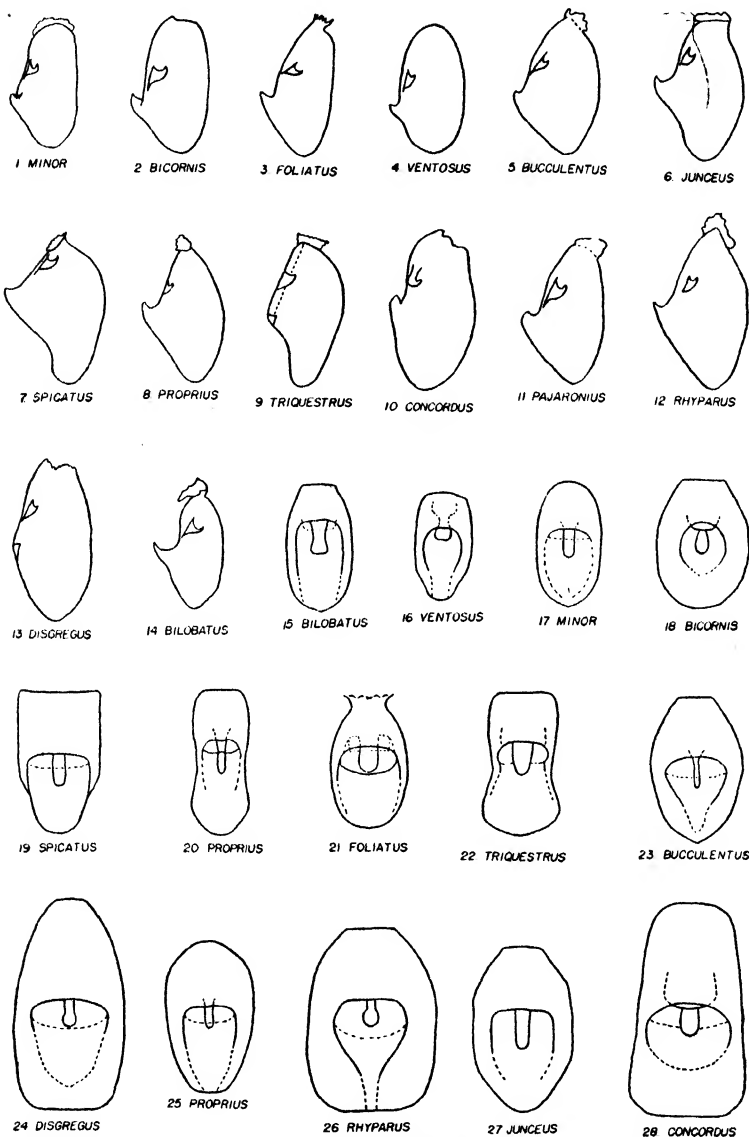 1 MINOR
2 BICORNIS
3. FOLIATUS
4. VENTOSUS
5 BUCCULENTUS
6. JUNCEUS
7. SPICATUS
8. PROPRIUS
9 TRIQUESTRUS
10 CONCORDUS
11 PAJARONIUS
12 RHYPARUS
13 DISGREGUS
14 BILOBATUS
15 BILOBATUS
16 VENTOSUS
17 MINOR
18 BICORNIS
19 SPICATUS
20 PROPRIUS
21 FOLIATUS
22 TRIQUESTRUS
23 BUCCULENTUS
24 DISGREGUS
25 PROPRIUS
26 RHYPARUS
27 JUNCEUS
28 CONCORDUS